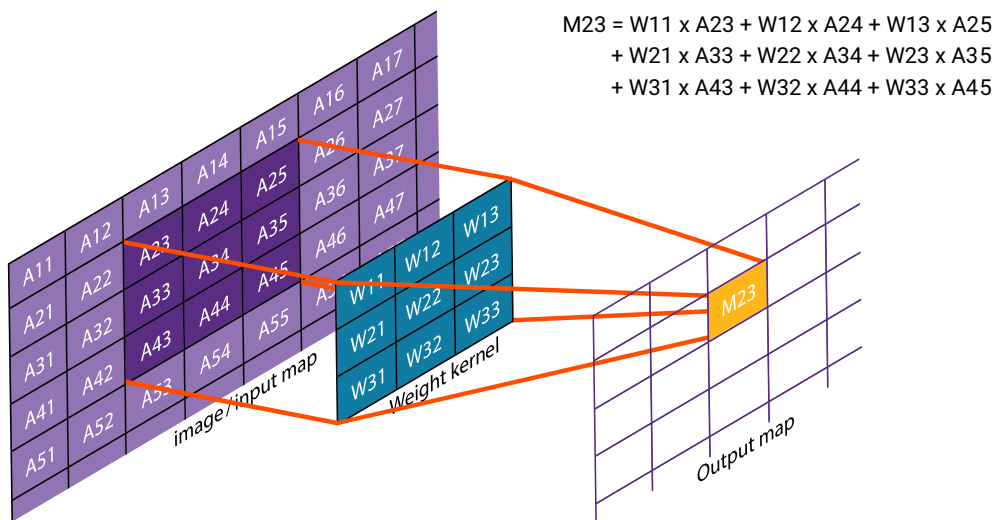 M23 = W11 x A23 + W12 x A24 + W13 x A25
+ W21 x A33 + W22 x A34 + W23 x A35
+ W31 x A43 + W32 x A44 + W33 x A45
A11 A12 A13 A14 A15 A16 A17
A21 A22 A23 A24 A25 A26 A27
A31 A32 A33 A34 A35 A36 A37
A41 A42 A43 A44 A45 A46 A47
A51 A52 A53 A54 A55
image/input map
W11 W12 W13
W21 W22 W23
W31 W32 W33
Weight kernel
M23
Output map